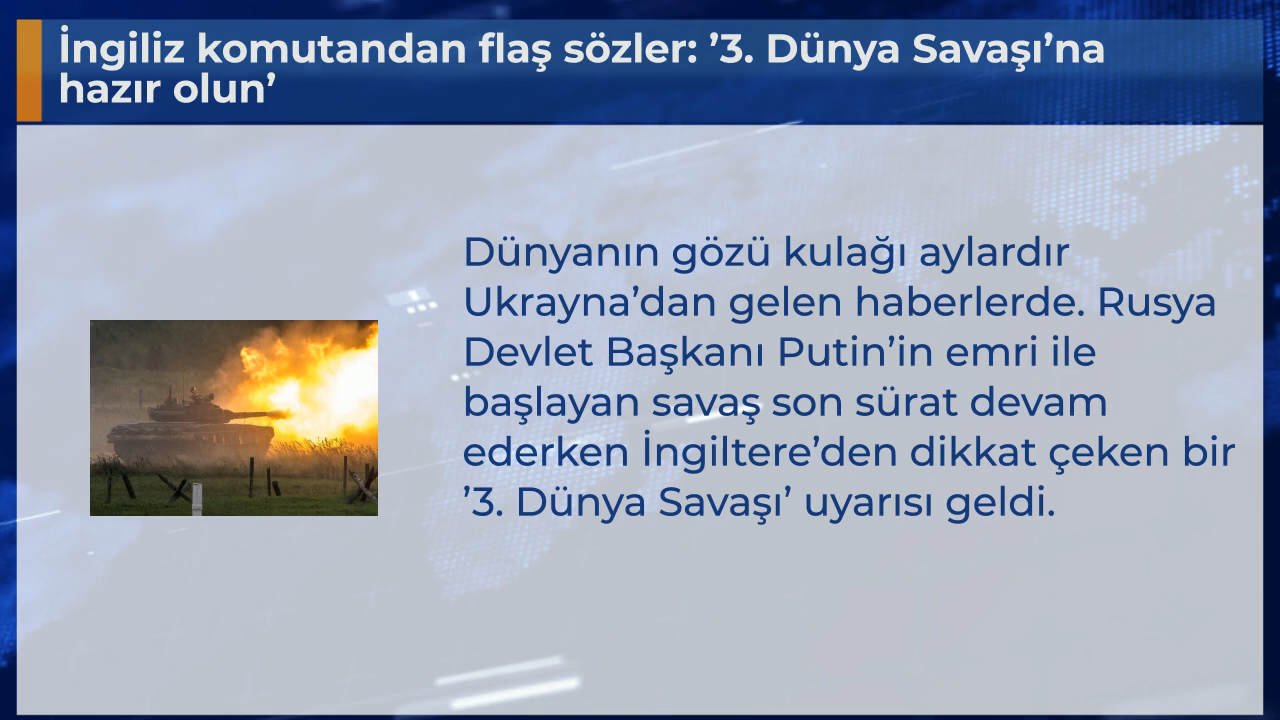 İngiliz komutandan flaş sözler: ’3. Dünya Savaşı’na
hazır olun’
Dünyanın gözü kulağı aylardır
Ukrayna’dan gelen haberlerde. Rusya
Devlet Başkanı Putin’in emri ile
başlayan savaş son sürat devam
ederken İngiltere’den dikkat çeken bir
’3. Dünya Savaşı’ uyarısı geldi.